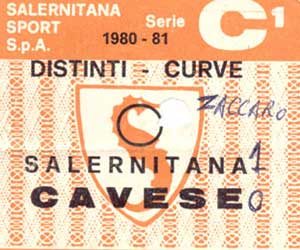 SALERNITANA
SPORT
S.p.A.
Serie
C1
1980 - 81
DISTINTI - CURVE
ZACCARO
C
S
SALERNITANA 1
CAVESE 0